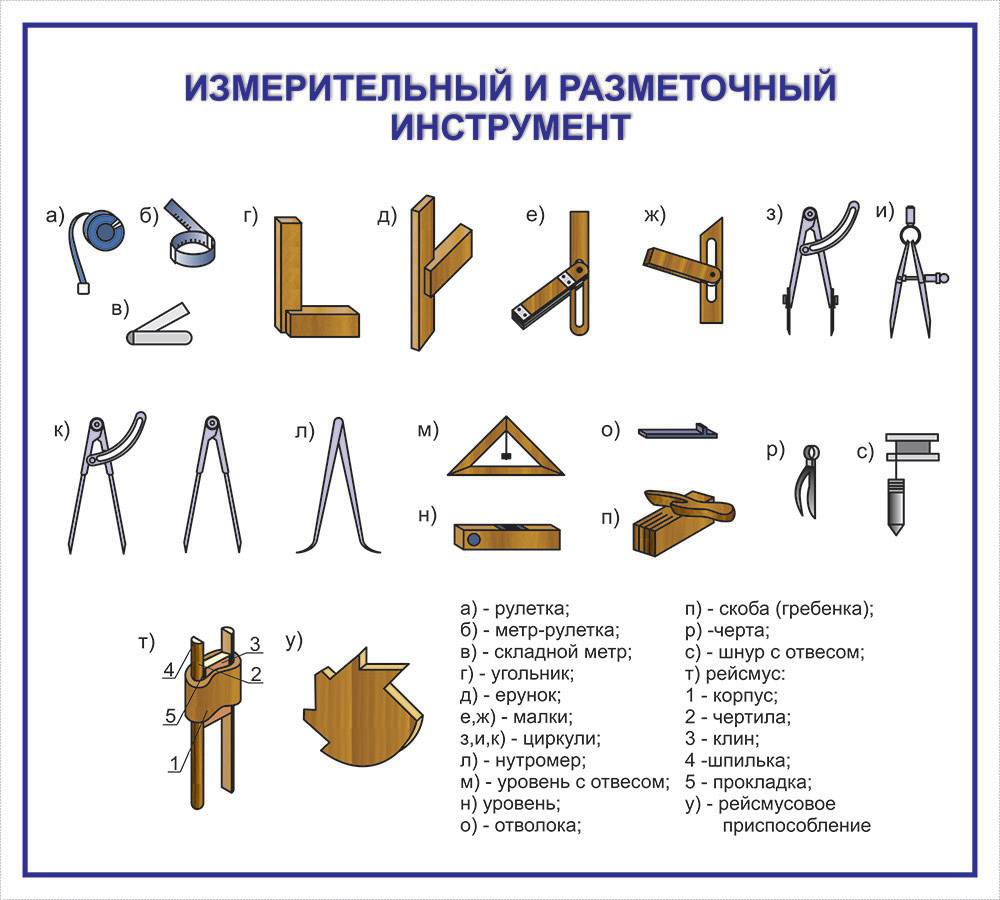 ИЗМЕРИТЕЛЬНЫЙ И РАЗМЕТОЧНЫЙ
ИНСТРУМЕНТ
а)
б)
в)
г)
д)
е)
ж)
з)
и)
к)
л)
м)
н)
о)
п)
р)
с)
т)
4
3
2
5
1
у)
а) - рулетка;
б) - метр-рулетка;
в) - складной метр;
г) - угольник;
д) - ерунок;
е,ж) - малки;
з,и,к) - циркули;
л) - нутромер;
м) - уровень с отвесом;
н) уровень;
о) - отволока;
п) - скоба (гребенка);
р) -черта;
с) - шнур с отвесом;
т) рейсмус:
1 - корпус;
2 - чертила;
3 - клин;
4 -шпилька;
5 - прокладка;
у) - рейсмусовое
приспособление